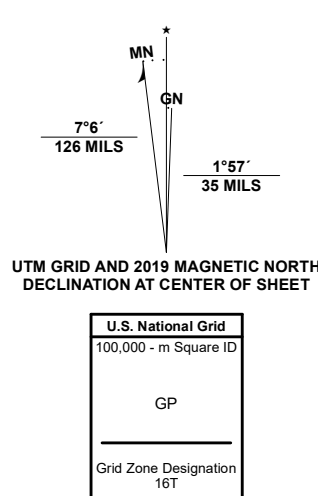 MN
GN
7°6´
126 MILS
1°57´
35 MILS
UTM GRID AND 2019 MAGNETIC NORTH
DECLINATION AT CENTER OF SHEET
U.S. National Grid
100,000 - m Square ID
GP
Grid Zone Designation
16T